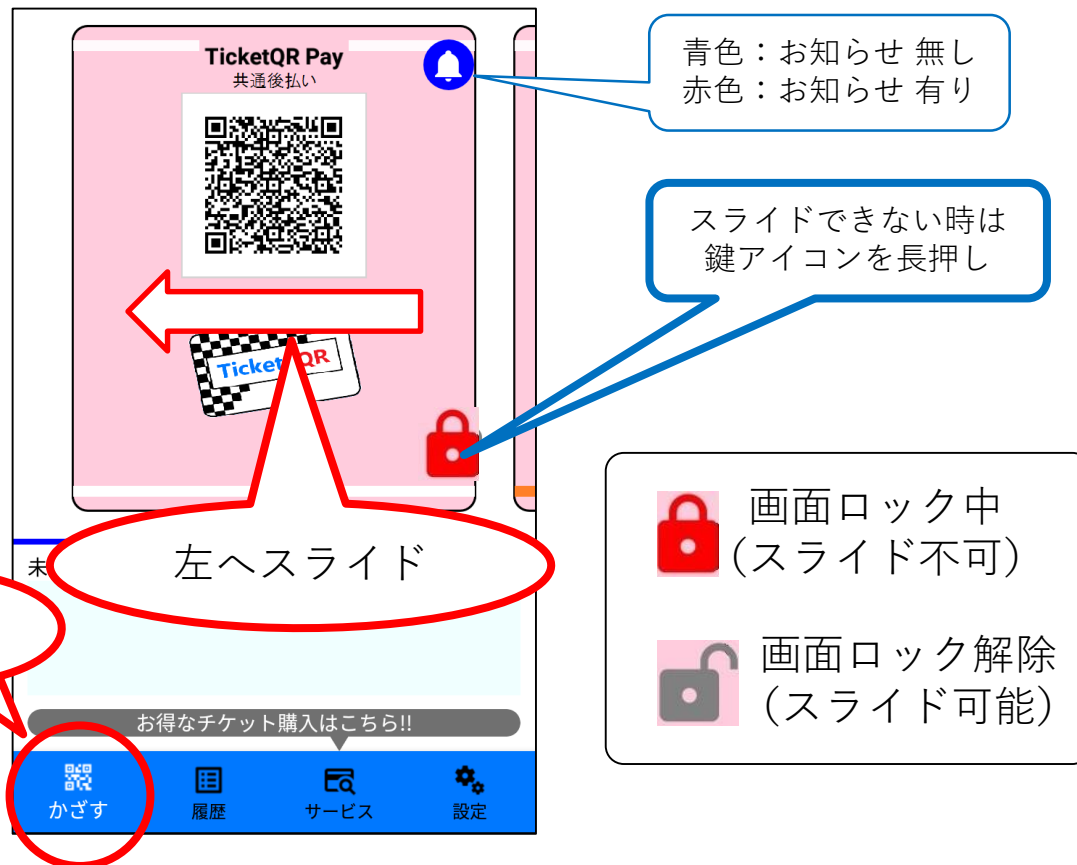 TicketQR Pay
共通後払い
青色：お知らせ 無し
赤色：お知らせ 有り
スライドできない時は
鍵アイコンを長押し
Ticket QR
左へスライド
未
画面ロック中
(スライド不可)
画面ロック解除
(スライド可能)
お得なチケット購入はこちら!!
かざす
履歴
サービス
設定